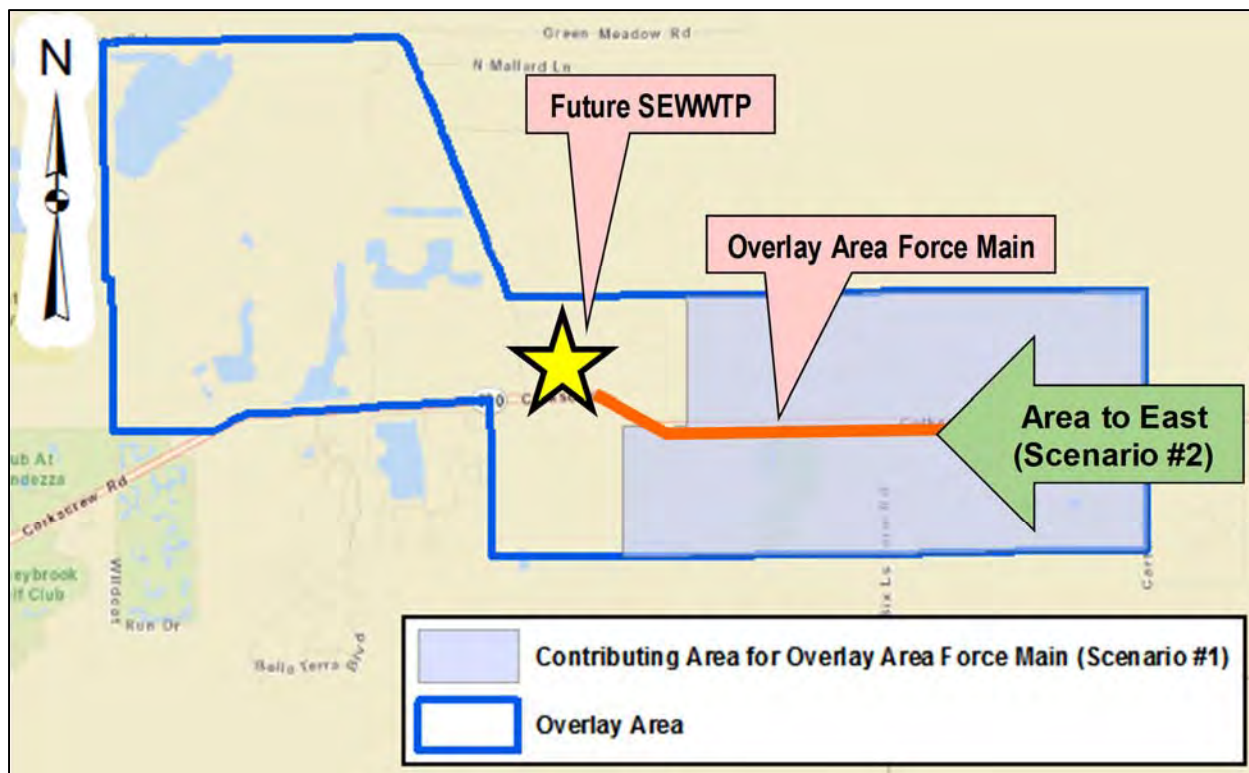 N
Green Meadow Rd
N Mallard Ln
Future SEWWTP
Overlay Area Force Main
Area to East
(Scenario #2)
Corkscrew Rd
Wildcat
Run Dr
Bella Terra
Blvd
Contributing Area for Overlay Area Force Main (Scenario #1)
Overlay Area